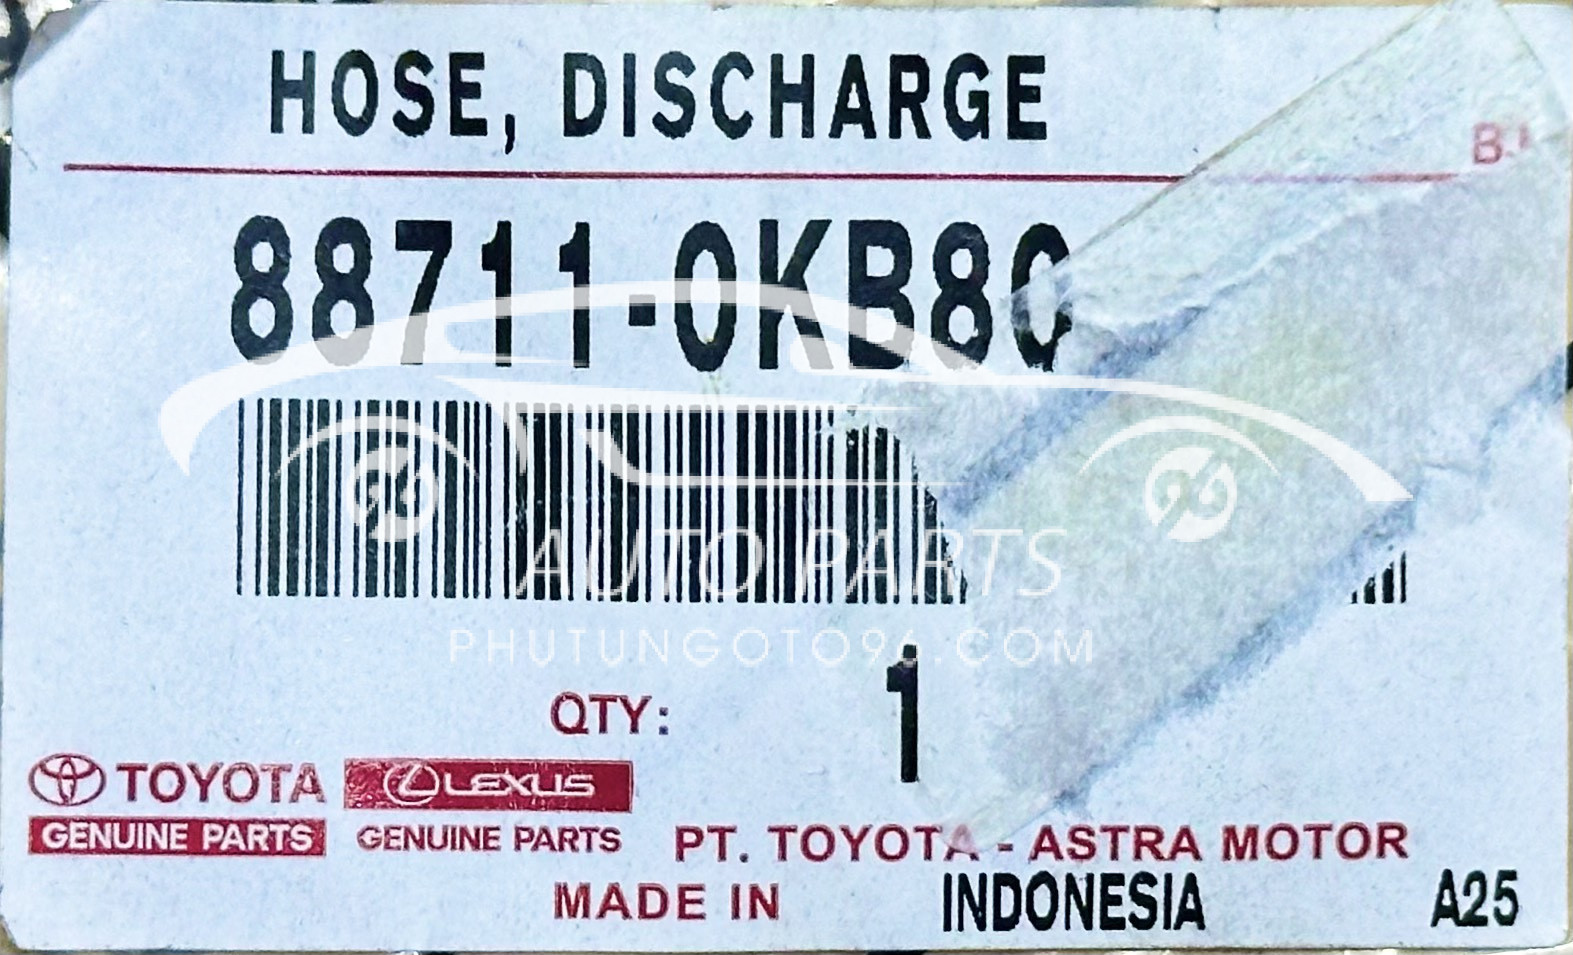 HOSE, DISCHARGE
88711-0KB80
AUTO PARTS
PHUTUNGOTO96.COM
QTY: 1
TOYOTA LEXUS
GENUINE PARTS GENUINE PARTS PT. TOYOTA - ASTRA MOTOR
MADE IN INDONESIA A25